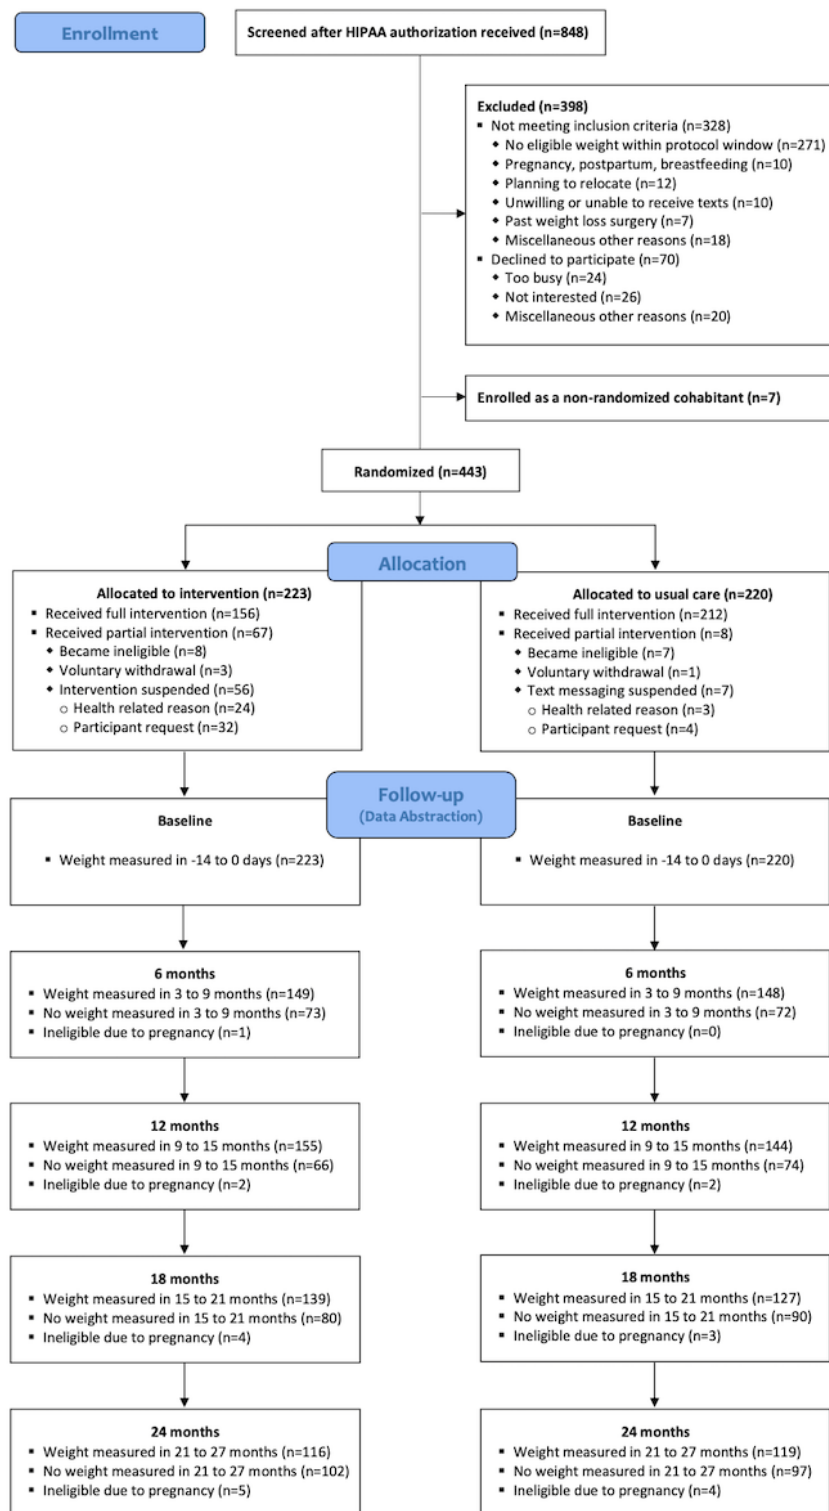 Enrollment
Screened after HIPAA authorization received (n=848)
Excluded (n=398)
▪ Not meeting inclusion criteria (n=328)
◆ No eligible weight within protocol window (n=271)
◆ Pregnancy, postpartum, breastfeeding (n=10)
◆ Planning to relocate (n=12)
◆ Unwilling or unable to receive texts (n=10)
◆ Past weight loss surgery (n=7)
◆ Miscellaneous other reasons (n=18)
▪ Declined to participate (n=70)
◆ Too busy (n=24)
◆ Not interested (n=26)
◆ Miscellaneous other reasons (n=20)
Enrolled as a non-randomized cohabitant (n=7)
Randomized (n=443)
Allocation
Allocated to intervention (n=223)
▪ Received full intervention (n=156)
▪ Received partial intervention (n=67)
◆ Became ineligible (n=8)
◆ Voluntary withdrawal (n=3)
◆ Intervention suspended (n=56)
○ Health related reason (n=24)
○ Participant request (n=32)
Allocated to usual care (n=220)
▪ Received full intervention (n=212)
▪ Received partial intervention (n=8)
◆ Became ineligible (n=7)
◆ Voluntary withdrawal (n=1)
◆ Text messaging suspended (n=7)
○ Health related reason (n=3)
○ Participant request (n=4)
Follow-up
(Data Abstraction)
Baseline
▪ Weight measured in -14 to 0 days (n=223)
Baseline
▪ Weight measured in -14 to 0 days (n=220)
6 months
▪ Weight measured in 3 to 9 months (n=149)
▪ No weight measured in 3 to 9 months (n=73)
▪ Ineligible due to pregnancy (n=1)
6 months
▪ Weight measured in 3 to 9 months (n=148)
▪ No weight measured in 3 to 9 months (n=72)
▪ Ineligible due to pregnancy (n=0)
12 months
▪ Weight measured in 9 to 15 months (n=155)
▪ No weight measured in 9 to 15 months (n=66)
▪ Ineligible due to pregnancy (n=2)
12 months
▪ Weight measured in 9 to 15 months (n=144)
▪ No weight measured in 9 to 15 months (n=74)
▪ Ineligible due to pregnancy (n=2)
18 months
▪ Weight measured in 15 to 21 months (n=139)
▪ No weight measured in 15 to 21 months (n=80)
▪ Ineligible due to pregnancy (n=4)
18 months
▪ Weight measured in 15 to 21 months (n=127)
▪ No weight measured in 15 to 21 months (n=90)
▪ Ineligible due to pregnancy (n=3)
24 months
▪ Weight measured in 21 to 27 months (n=116)
▪ No weight measured in 21 to 27 months (n=102)
▪ Ineligible due to pregnancy (n=5)
24 months
▪ Weight measured in 21 to 27 months (n=119)
▪ No weight measured in 21 to 27 months (n=97)
▪ Ineligible due to pregnancy (n=4)